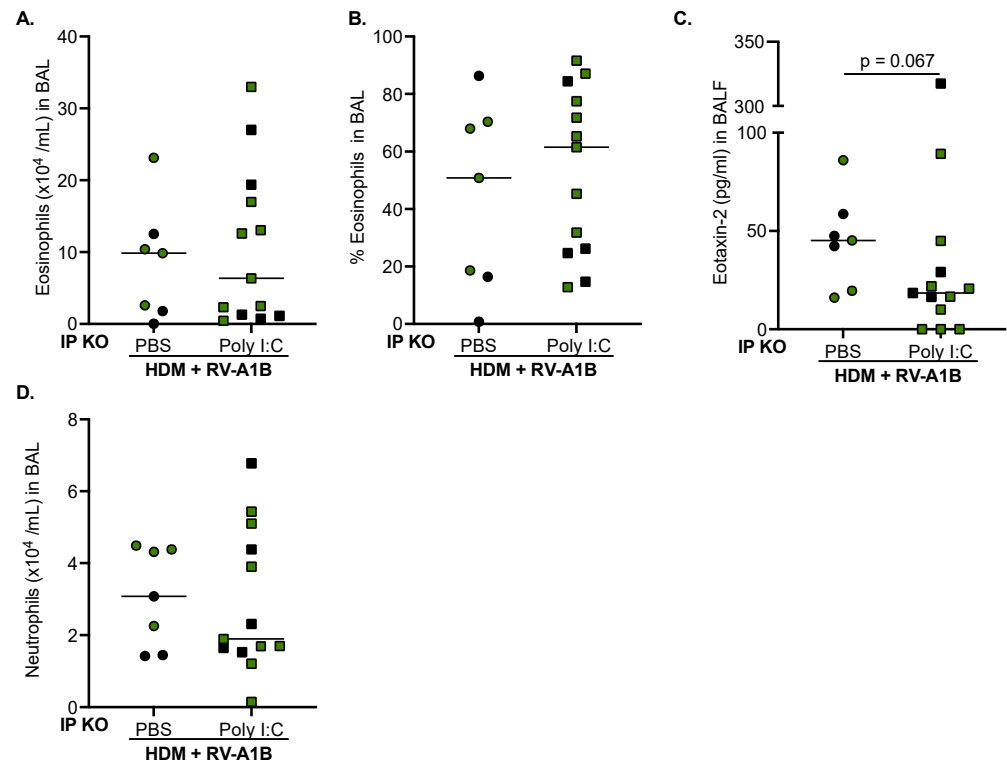 A.
Eosinophils (x10⁴ /mL) in BAL
40
30
20
10
0
IP KO
PBS
Poly I:C
HDM + RV-A1B
B.
% Eosinophils in BAL
100
80
60
40
20
0
IP KO
PBS
Poly I:C
HDM + RV-A1B
C.
Eotaxin-2 (pg/ml) in BALF
350
300
100
50
0
p = 0.067
IP KO
PBS
Poly I:C
HDM + RV-A1B
D.
Neutrophils (x10⁴ /mL) in BAL
8
6
4
2
0
IP KO
PBS
Poly I:C
HDM + RV-A1B